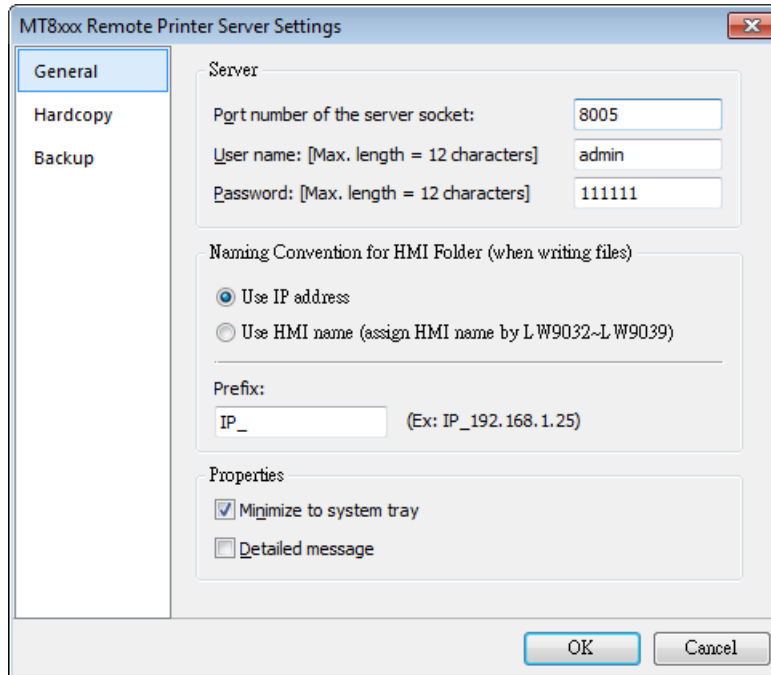 MT8xxx Remote Printer Server Settings
General
Hardcopy
Backup
Server
Port number of the server socket: 8005
User name: [Max. length = 12 characters] admin
Password: [Max. length = 12 characters] 111111
Naming Convention for HMI Folder (when writing files)
Use IP address
Use HMI name (assign HMI name by LW9032~LW9039)
Prefix:
IP_ (Ex: IP_192.168.1.25)
Properties
Minimize to system tray
Detailed message
OK Cancel